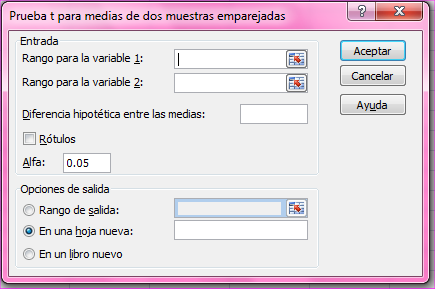 Prueba t para medias de dos muestras emparejadas
?
Entrada
Rango para la variable 1:
Rango para la variable 2:
Diferencia hipotética entre las medias:
Rótulos
Alfa: 0.05
Aceptar
Cancelar
Ayuda
Opciones de salida
Rango de salida:
En una hoja nueva:
En un libro nuevo